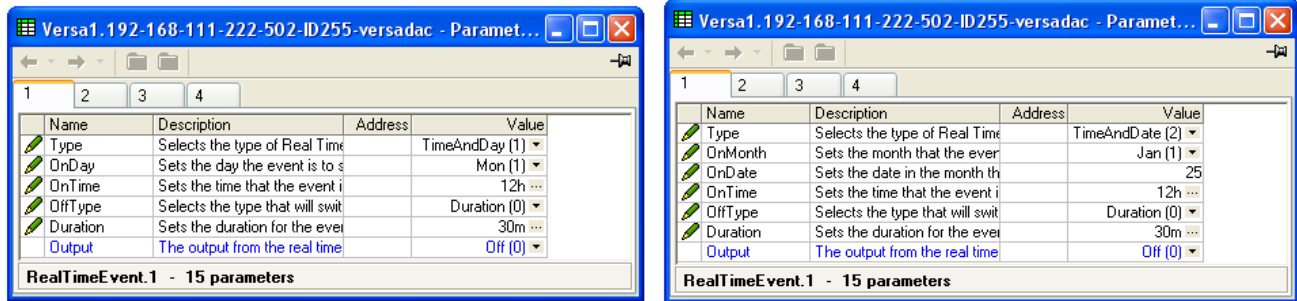 Versa1.192-168-111-222-502-ID255-versadac - Paramet...
1 2 3 4
Name Description Address Value
Type Selects the type of Real Time TimeAndDay (1)
OnDay Sets the day the event is to s Mon (1)
OnTime Sets the time that the event i 12h ...
OffType Selects the type that will swit Duration (0)
Duration Sets the duration for the ever 30m ...
Output The output from the real time Off (0)
RealTimeEvent.1 - 15 parameters
Versa1.192-168-111-222-502-ID255-versadac - Paramet...
1 2 3 4
Name Description Address Value
Type Selects the type of Real Time TimeAndDate (2)
OnMonth Sets the month that the ever Jan (1)
OnDate Sets the date in the month th 25
OnTime Sets the time that the event i 12h ...
OffType Selects the type that will swit Duration (0)
Duration Sets the duration for the ever 30m ...
Output The output from the real time Off (0)
RealTimeEvent.1 - 15 parameters